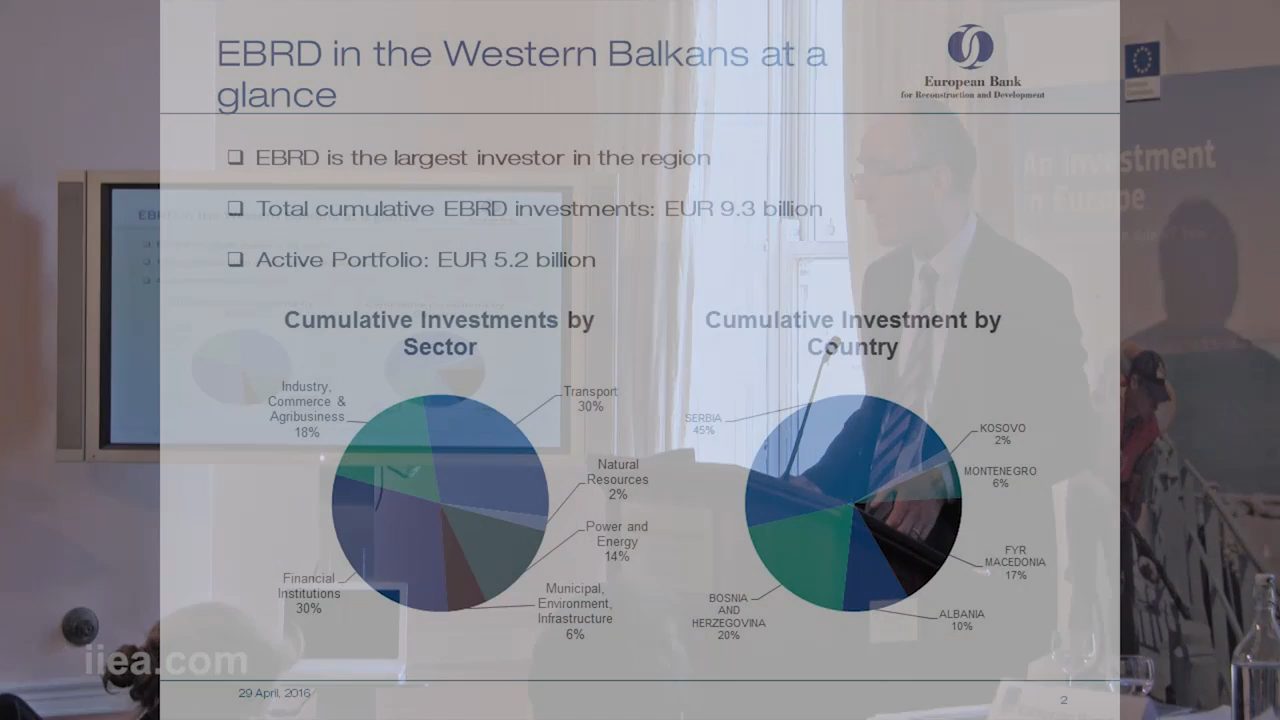 EBRD in the Western Balkans at a
glance
European Bank
for Reconstruction and Development
An investment
in Europe
❑ EBRD is the largest investor in the region
❑ Total cumulative EBRD investments: EUR 9.3 billion
❑ Active Portfolio: EUR 5.2 billion
Cumulative Investments by
Sector
Industry,
Commerce &
Agribusiness
18%
Transport
30%
Natural
Resources
2%
Power and
Energy
14%
Municipal,
Environment,
Infrastructure
6%
Financial
Institutions
30%
Cumulative Investment by
Country
SERBIA
45%
KOSOVO
2%
MONTENEGRO
6%
FYR
MACEDONIA
17%
ALBANIA
10%
BOSNIA
AND
HERZEGOVINA
20%
iiea.com
29 April, 2016
2